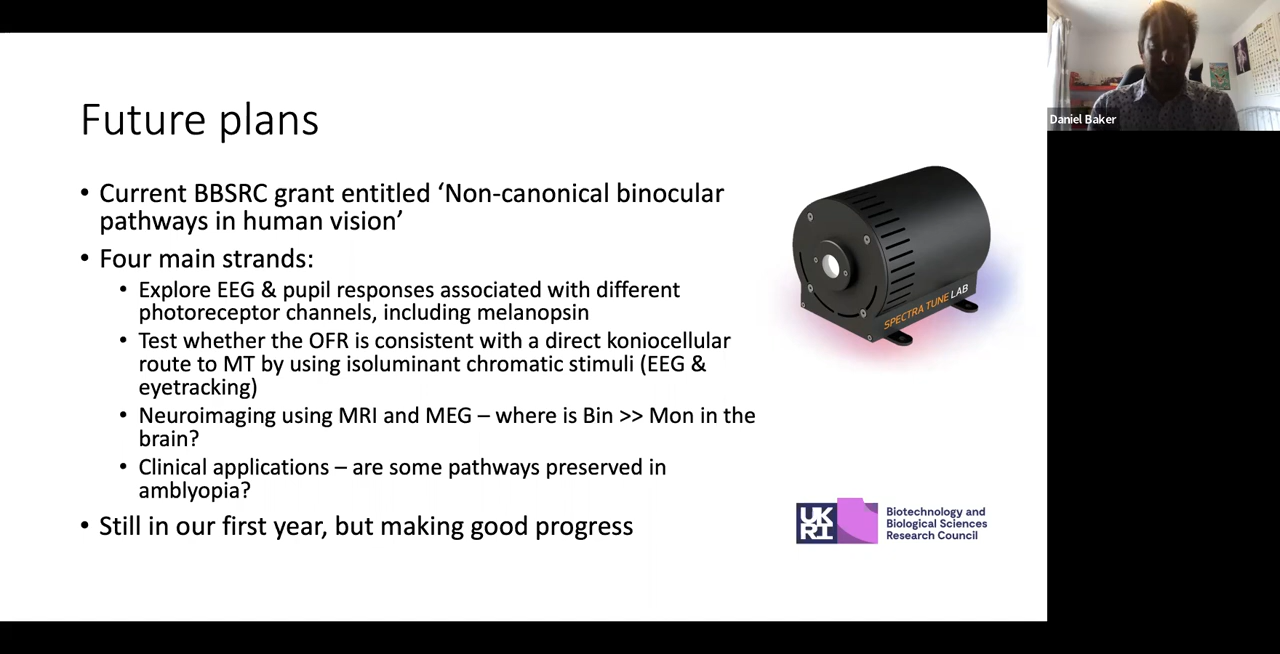 Future plans
• Current BBSRC grant entitled ‘Non-canonical binocular
pathways in human vision’
• Four main strands:
• Explore EEG & pupil responses associated with different
photoreceptor channels, including melanopsin
• Test whether the OFR is consistent with a direct koniocellular
route to MT by using isoluminant chromatic stimuli (EEG &
eyetracking)
• Neuroimaging using MRI and MEG – where is Bin >> Mon in the
brain?
• Clinical applications – are some pathways preserved in
amblyopia?
• Still in our first year, but making good progress
SPECTRA TUNE LAB
UK
RI
Biotechnology and
Biological Sciences
Research Council
Daniel Baker